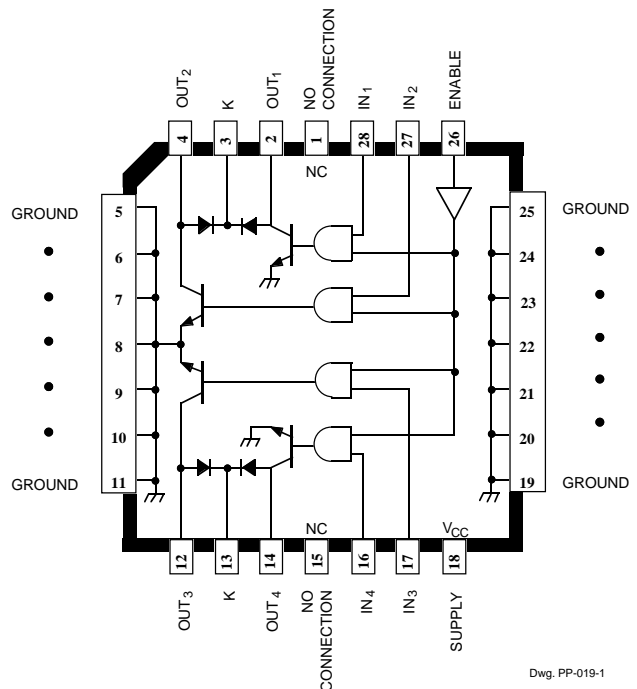 OUT2
K
OUT1
NO
CONNECTION
IN1
IN2
ENABLE
4
3
2
1
28
27
26
NC
GROUND
5
6
7
8
9
10
11
GROUND
25
GROUND
24
23
22
21
20
19
GROUND
NC
VCC
12
13
14
15
16
17
18
OUT3
K
OUT4
NO
CONNECTION
IN4
IN3
SUPPLY
Dwg. PP-019-1